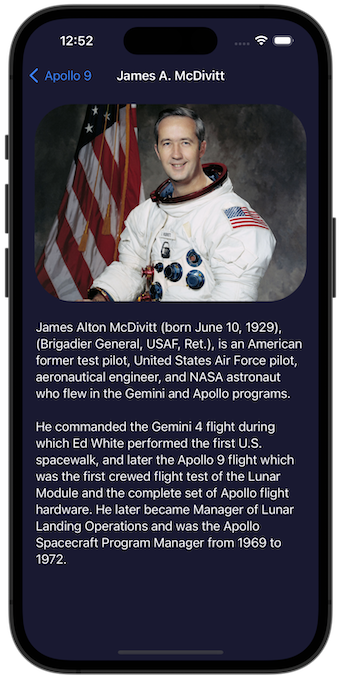 12:52
Apollo 9
James A. McDivitt
James Alton McDivitt (born June 10, 1929),
(Brigadier General, USAF, Ret.), is an American
former test pilot, United States Air Force pilot,
aeronautical engineer, and NASA astronaut
who flew in the Gemini and Apollo programs.
He commanded the Gemini 4 flight during
which Ed White performed the first U.S.
spacewalk, and later the Apollo 9 flight which
was the first crewed flight test of the Lunar
Module and the complete set of Apollo flight
hardware. He later became Manager of Lunar
Landing Operations and was the Apollo
Spacecraft Program Manager from 1969 to
1972.